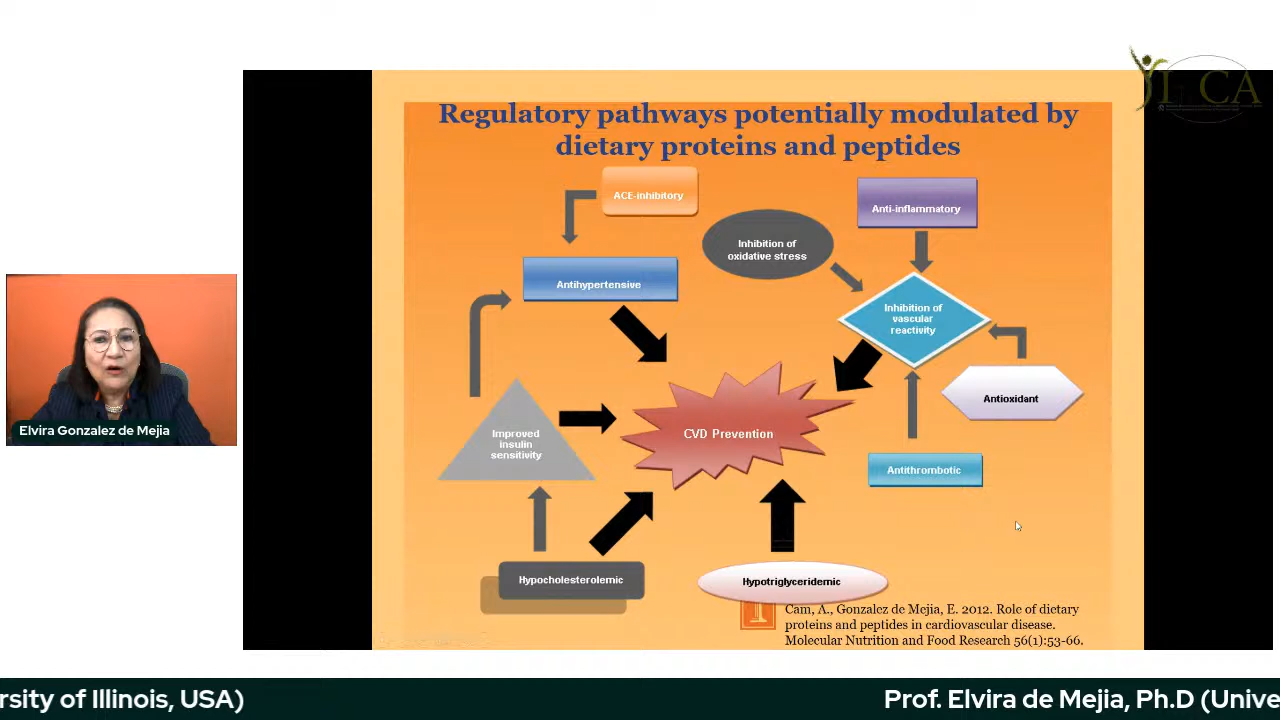 Regulatory pathways potentially modulated by
dietary proteins and peptides
ACE-inhibitory
Anti-inflammatory
Inhibition of
oxidative stress
Antihypertensive
Inhibition of
vascular
reactivity
Antioxidant
Improved
insulin
sensitivity
CVD Prevention
Antithrombotic
Hypocholesterolemic
Hypotriglyceridemic
Cam, A., Gonzalez de Mejia, E. 2012. Role of dietary
proteins and peptides in cardiovascular disease.
Molecular Nutrition and Food Research 56(1):53-66.
Elvira Gonzalez de Mejia
rsity of Illinois, USA)
Prof. Elvira de Mejia, Ph.D (Unive